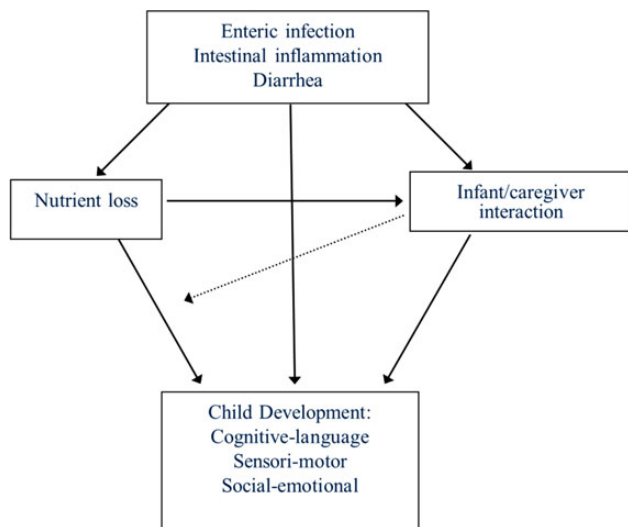 Enteric infection
Intestinal inflammation
Diarrhea
Nutrient loss
Infant/caregiver
interaction
Child Development:
Cognitive-language
Sensori-motor
Social-emotional